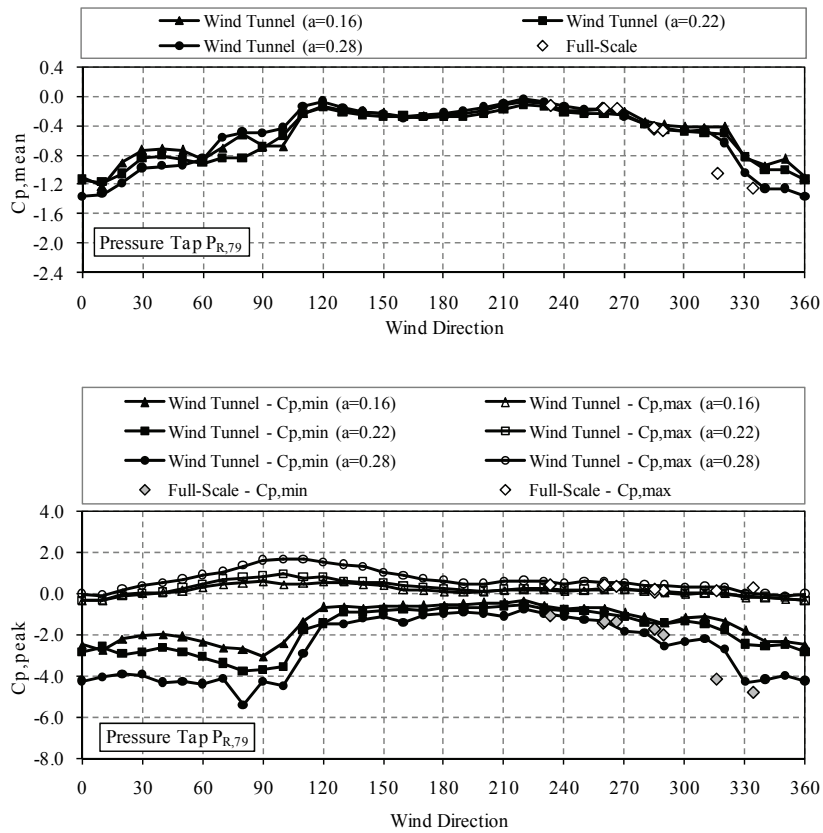 Wind Tunnel (a=0.16)
Wind Tunnel (a=0.22)
Wind Tunnel (a=0.28)
Full-Scale
0.4
0.0
-0.4
-0.8
-1.2
-1.6
-2.0
-2.4
Cp,mean
Pressure Tap PR,79
0 30 60 90 120 150 180 210 240 270 300 330 360
Wind Direction
Wind Tunnel - Cp,min (a=0.16)
Wind Tunnel - Cp,max (a=0.16)
Wind Tunnel - Cp,min (a=0.22)
Wind Tunnel - Cp,max (a=0.22)
Wind Tunnel - Cp,min (a=0.28)
Wind Tunnel - Cp,max (a=0.28)
Full-Scale - Cp,min
Full-Scale - Cp,max
4.0
2.0
0.0
-2.0
-4.0
-6.0
-8.0
Cp,peak
Pressure Tap PR,79
0 30 60 90 120 150 180 210 240 270 300 330 360
Wind Direction